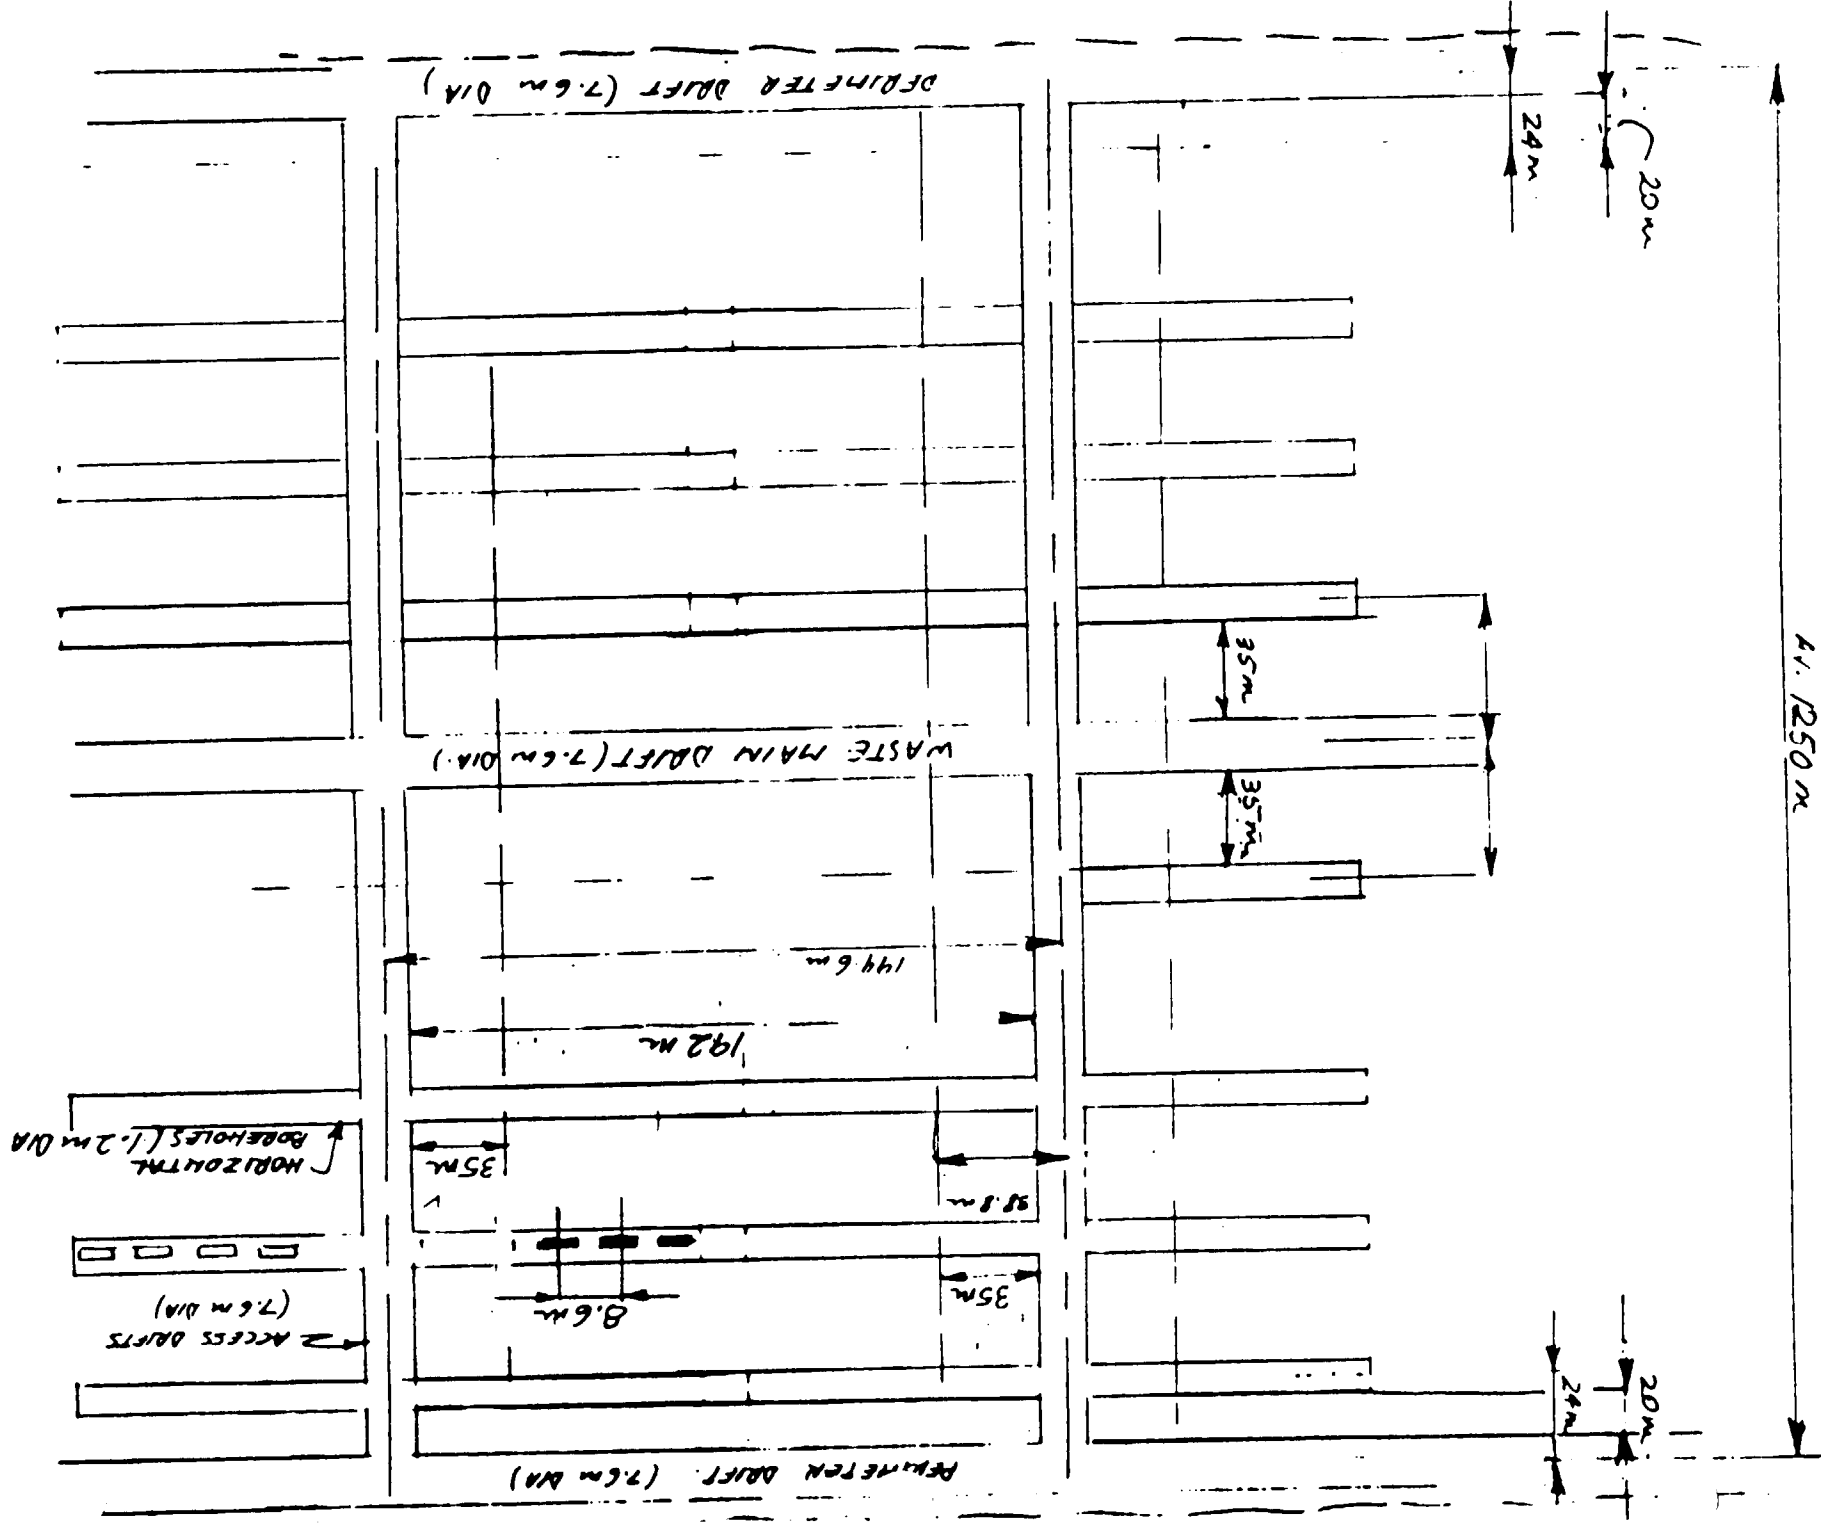 PERIMETER DRIFT (7.6m DIA)
24m
20m
Av. 1250m
35m
WASTE MAIN DRIFT (7.6m DIA.)
35m
144.6m
192m
HORIZONTAL
BOREHOLES (1.2m DIA
35m
38.8m
8.6m
35m
ACCESS DRIFTS
(7.6m DIA)
24m
20m
PERIMETER DRIFT. (7.6m DIA)